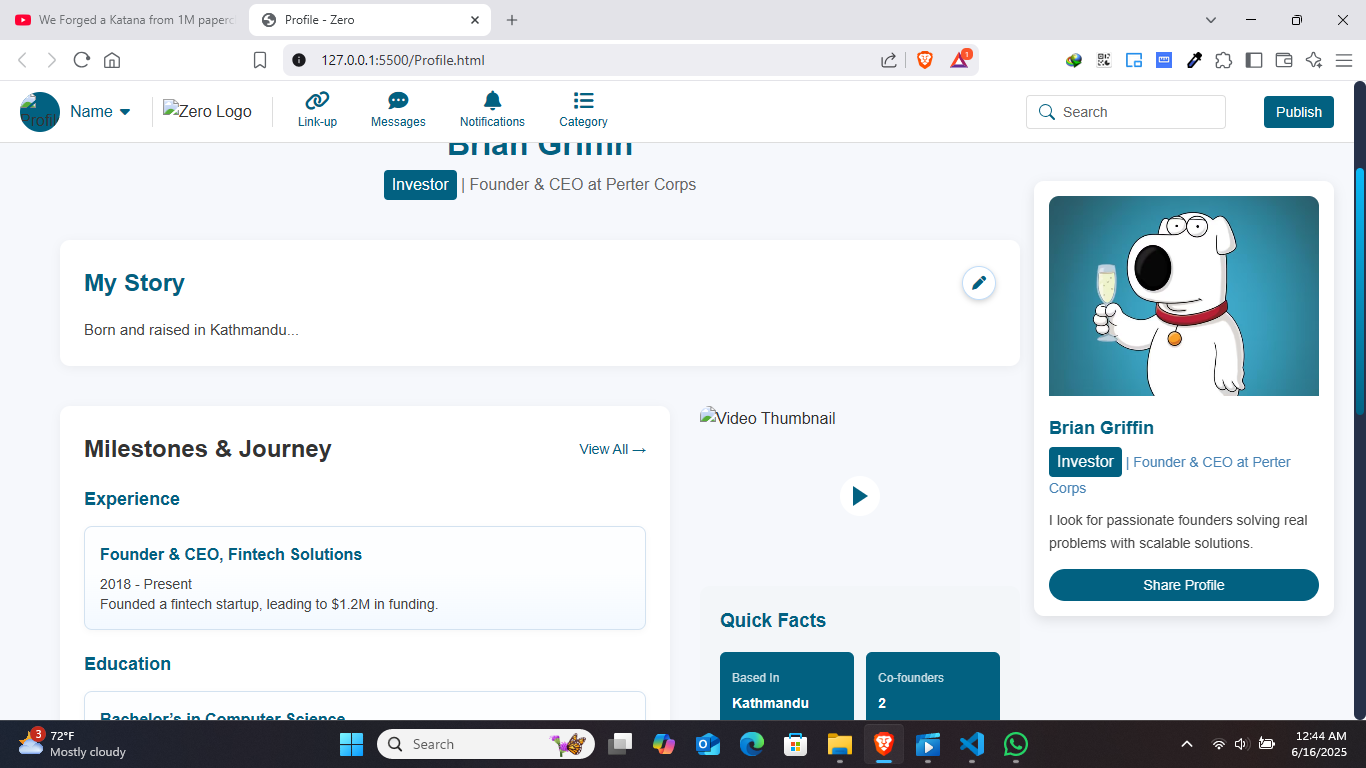 We Forged a Katana from 1M paperc
Profile - Zero
127.0.0.1:5500/Profile.html
1
Profil
Name
Zero Logo
Link-up
Messages
Notifications
Category
Search
Publish
Brian Griffin
Investor | Founder & CEO at Perter Corps
My Story
Born and raised in Kathmandu...
Milestones & Journey
View All →
Experience
Founder & CEO, Fintech Solutions
2018 - Present
Founded a fintech startup, leading to $1.2M in funding.
Education
Bachelor's in Computer Science
Video Thumbnail
Quick Facts
Based In
Kathmandu
Co-founders
2
Brian Griffin
Investor | Founder & CEO at Perter
Corps
I look for passionate founders solving real
problems with scalable solutions.
Share Profile
3
72°F
Mostly cloudy
Search
12:44 AM
6/16/2025